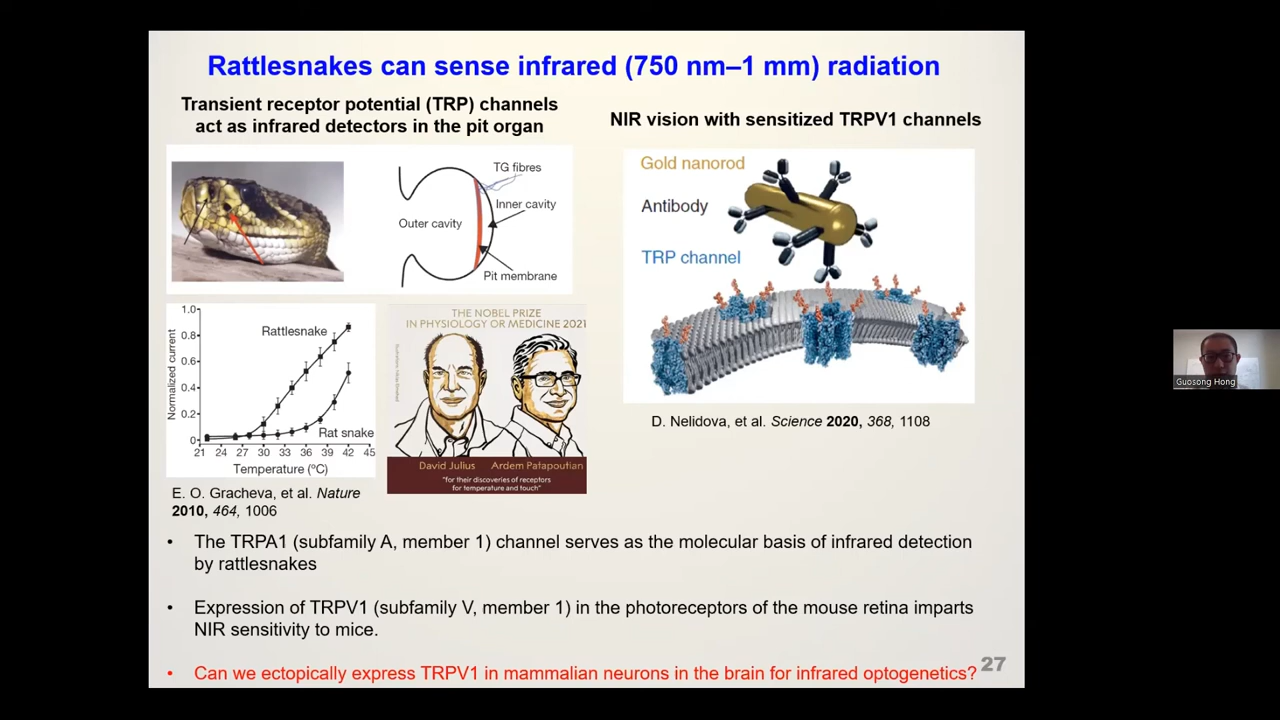 Rattlesnakes can sense infrared (750 nm–1 mm) radiation
Transient receptor potential (TRP) channels
act as infrared detectors in the pit organ
TG fibres
Inner cavity
Outer cavity
Pit membrane
Normalized current
1.0
0.8
0.6
0.4
0.2
0
Rattlesnake
Rat snake
21 24 27 30 33 36 39 42 45
Temperature (ºC)
THE NOBEL PRIZE
IN PHYSIOLOGY OR MEDICINE 2021
David Julius Ardem Patapoutian
"for their discoveries of receptors
for temperature and touch"
E. O. Gracheva, et al. Nature
2010, 464, 1006
NIR vision with sensitized TRPV1 channels
Gold nanorod
Antibody
TRP channel
D. Nelidova, et al. Science 2020, 368, 1108
• The TRPA1 (subfamily A, member 1) channel serves as the molecular basis of infrared detection
by rattlesnakes
• Expression of TRPV1 (subfamily V, member 1) in the photoreceptors of the mouse retina imparts
NIR sensitivity to mice.
• Can we ectopically express TRPV1 in mammalian neurons in the brain for infrared optogenetics?
27
Guosong Hong